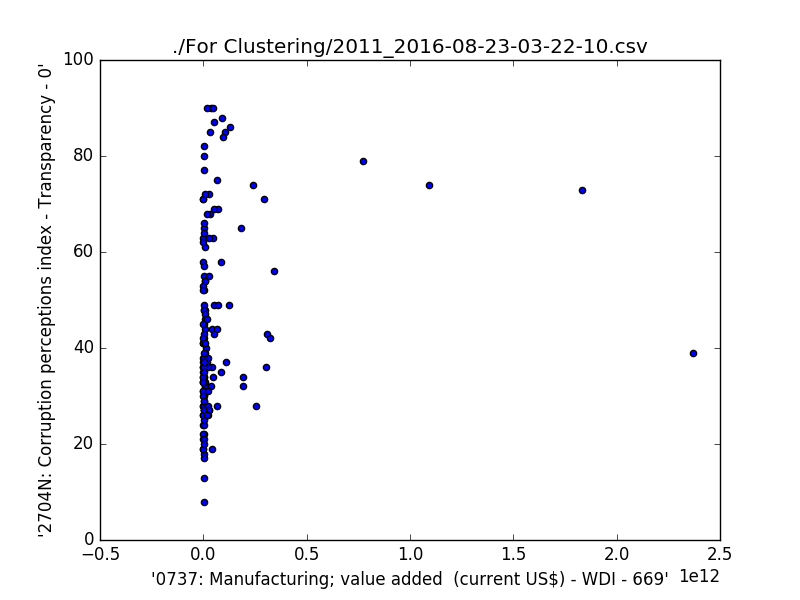 ./For Clustering/2011_2016-08-23-03-22-10.csv
100
80
60
40
20
0
'2704N: Corruption perceptions index - Transparency - 0'
−0.5 0.0 0.5 1.0 1.5 2.0 2.5
1e12
'0737: Manufacturing; value added  (current US$) - WDI - 669'